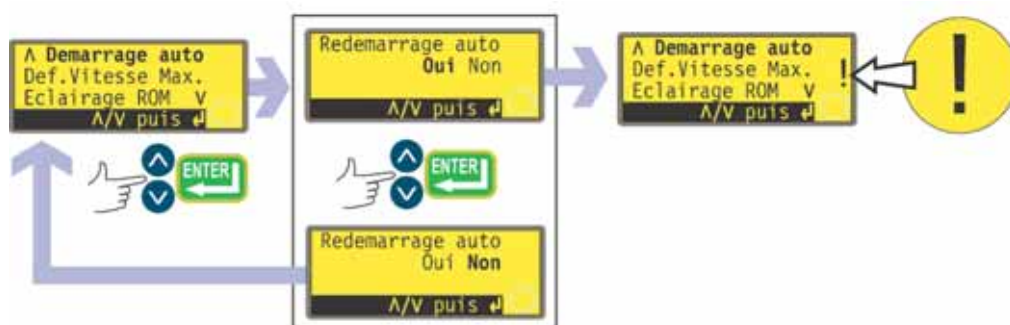 Λ Demarrage auto
Def.Vitesse Max.
Eclairage ROM V
Λ/V puis ↲
ENTER
Redemarrage auto
Oui Non
ENTER
Redemarrage auto
Oui Non
Λ/V puis ↲
Λ Demarrage auto
Def.Vitesse Max.
Eclairage ROM V
!
Λ/V puis ↲
!